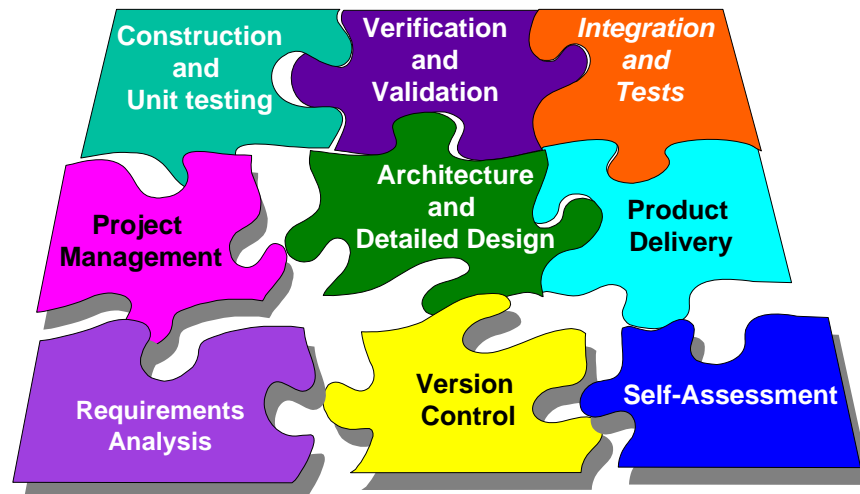 Construction
and
Unit testing
Verification
and
Validation
Integration
and
Tests
Project
Management
Architecture
and
Detailed Design
Product
Delivery
Requirements
Analysis
Version
Control
Self-Assessment